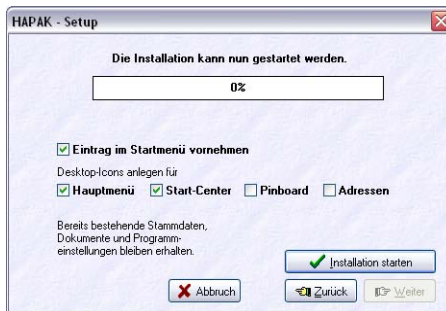 HAPAK - Setup
Die Installation kann nun gestartet werden.
0%
Eintrag im Startmenü vornehmen
Desktop-Icons anlegen für
Hauptmenü Start-Center Pinboard Adressen
Bereits bestehende Stammdaten,
Dokumente und Programm-
einstellungen bleiben erhalten.
Installation starten
Abbruch Zurück Weiter